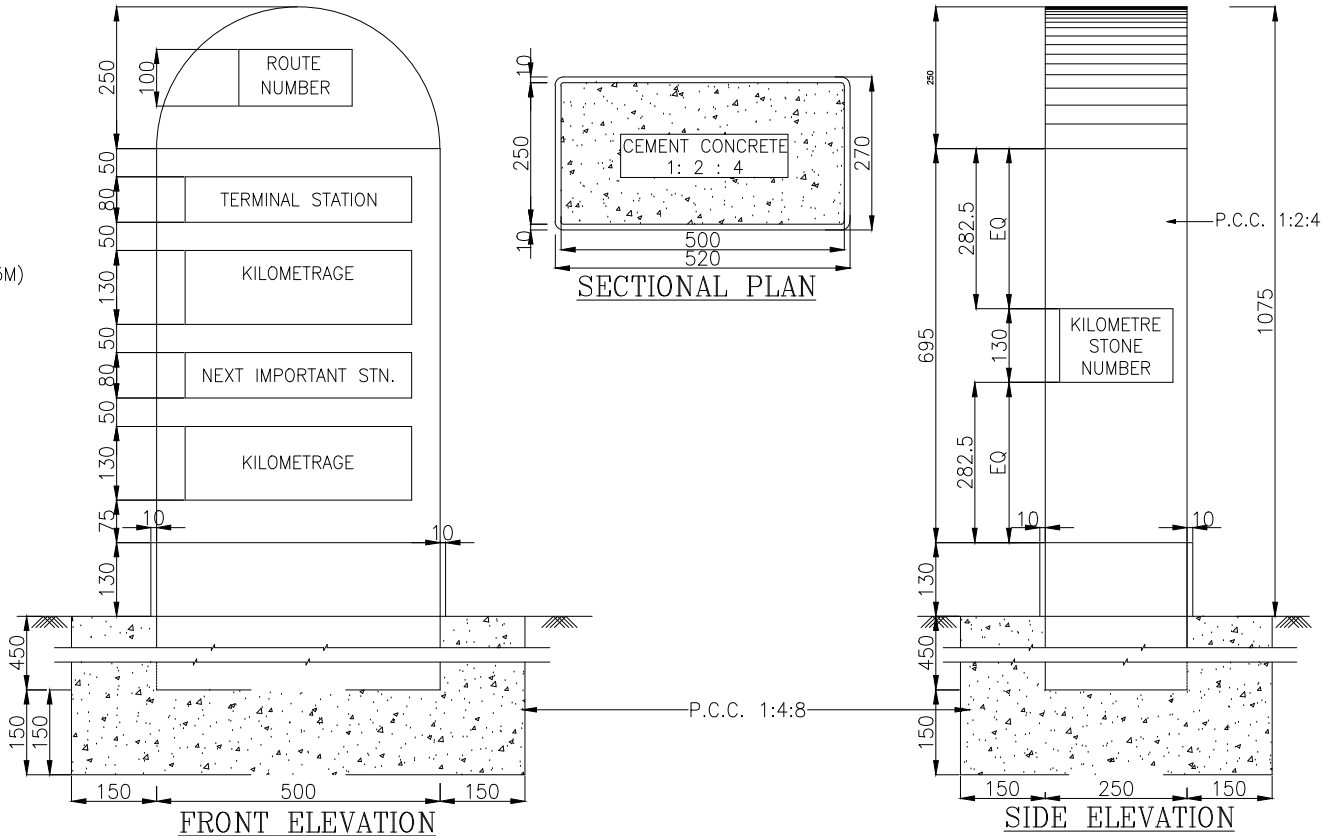 250
100
ROUTE
NUMBER
50
80
TERMINAL STATION
50
130
KILOMETRAGE
50
80
NEXT IMPORTANT STN.
50
130
KILOMETRAGE
75
10
10
130
450
150
150
150
500
150
FRONT ELEVATION
10
250
10
CEMENT CONCRETE
1: 2 : 4
270
500
520
SECTIONAL PLAN
P.C.C. 1:4:8
250
695
282.5
EQ
P.C.C. 1:2:4
1075
130
KILOMETRE
STONE
NUMBER
282.5
EQ
10
10
130
450
150
150
250
150
SIDE ELEVATION